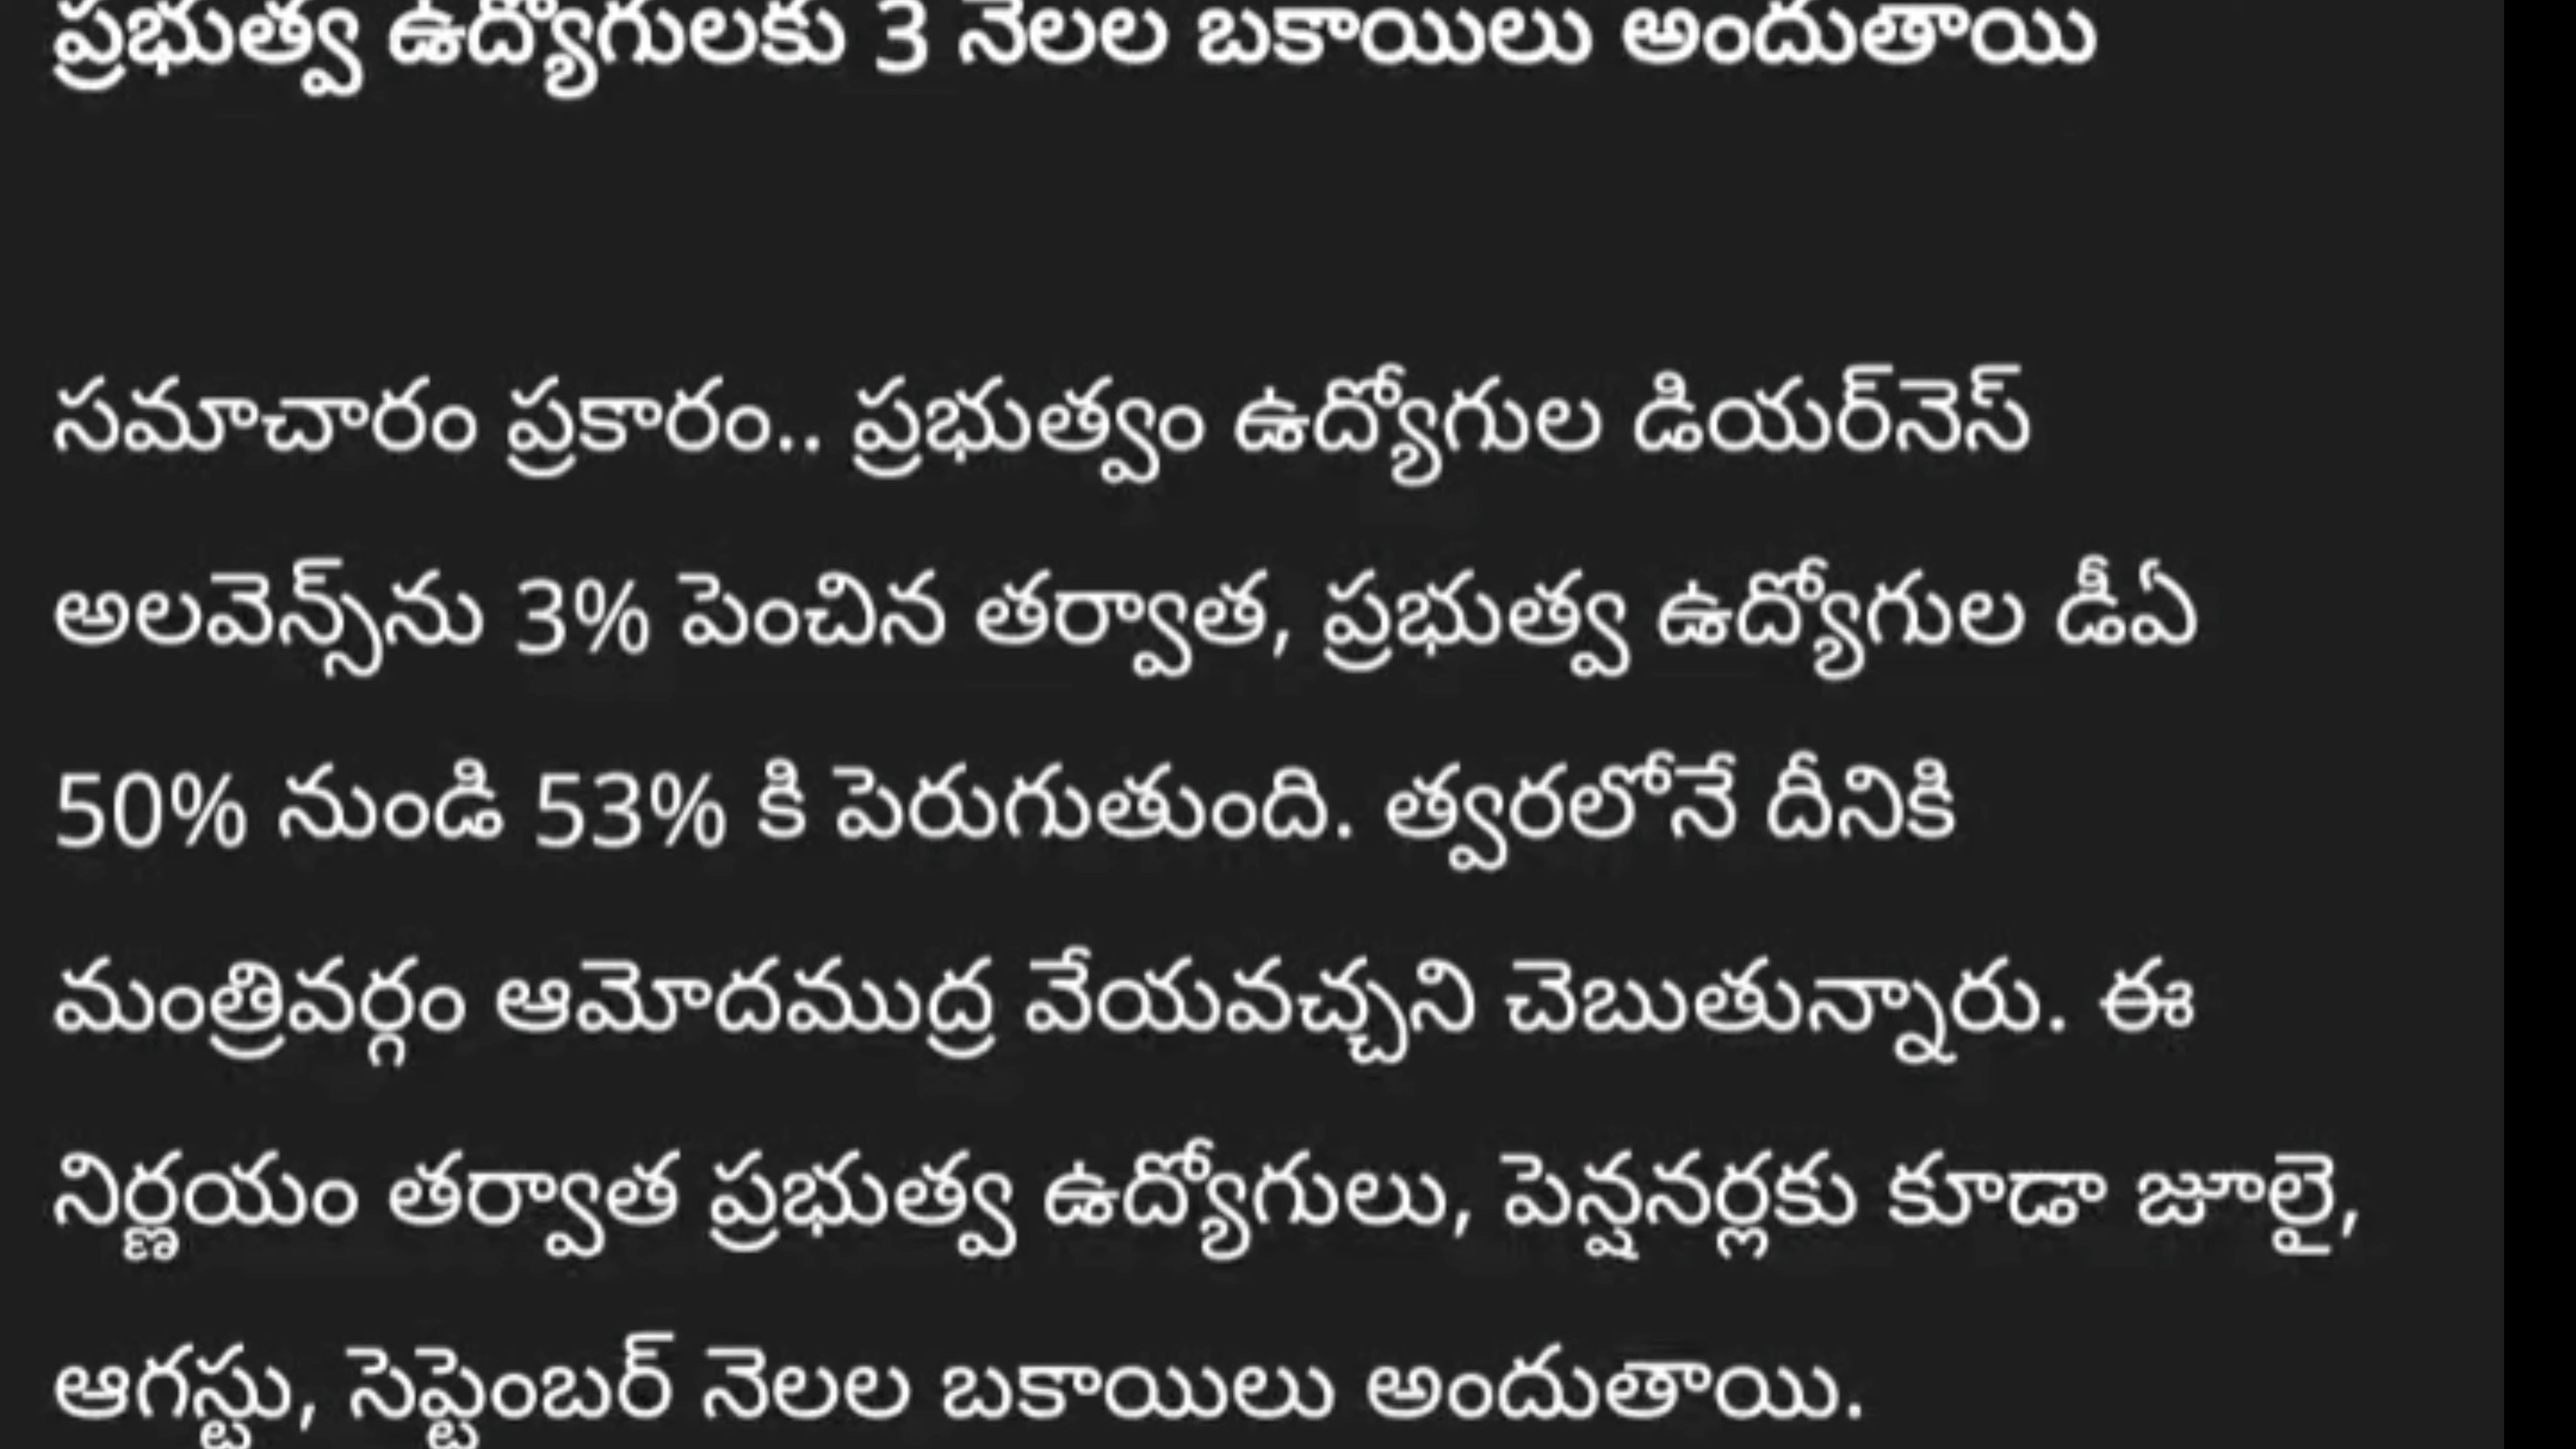 ప్రభుత్వ ఉద్యోగులకు 3 నెలల బకాయిలు అందుతాయి
సమాచారం ప్రకారం.. ప్రభుత్వం ఉద్యోగుల డియర్‌నెస్
అలవెన్స్‌ను 3% పెంచిన తర్వాత, ప్రభుత్వ ఉద్యోగుల డీఏ
50% నుండి 53% కి పెరుగుతుంది. త్వరలోనే దీనికి
మంత్రివర్గం ఆమోదముద్ర వేయవచ్చని చెబుతున్నారు. ఈ
నిర్ణయం తర్వాత ప్రభుత్వ ఉద్యోగులు, పెన్షనర్లకు కూడా జూలై,
ఆగస్టు, సెప్టెంబర్ నెలల బకాయిలు అందుతాయి.